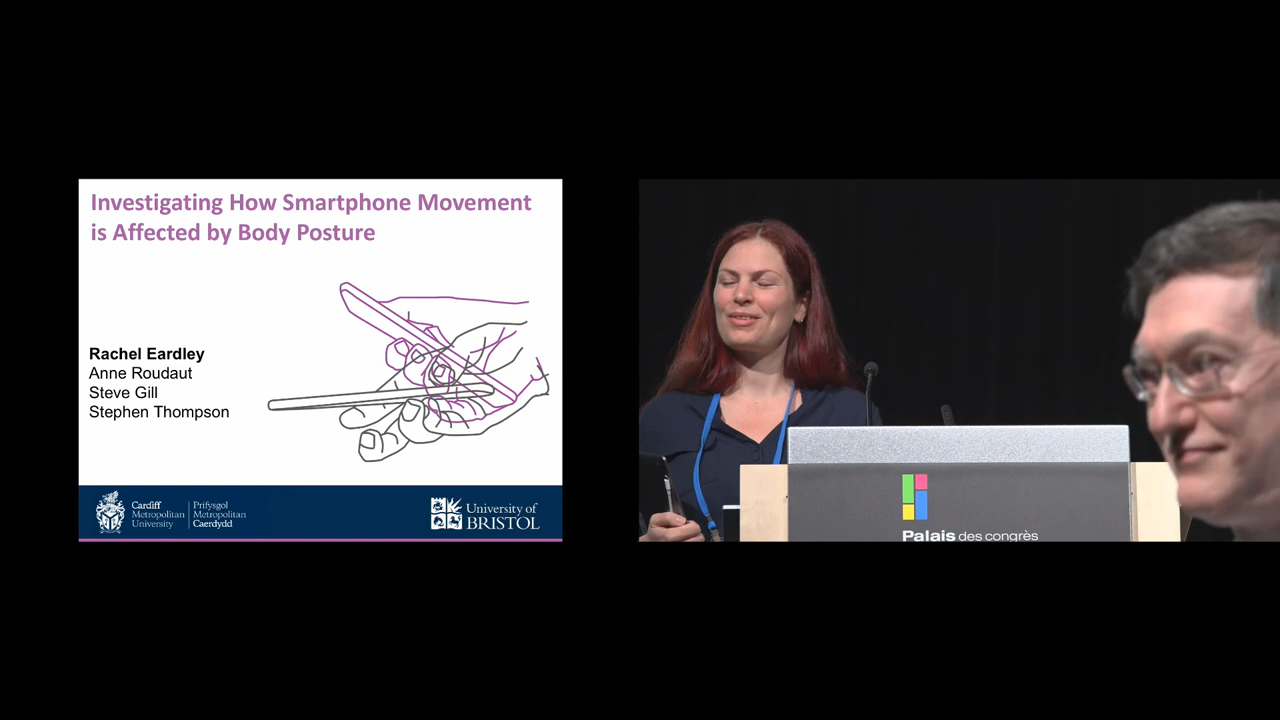 Investigating How Smartphone Movement
is Affected by Body Posture
Rachel Eardley
Anne Roudaut
Steve Gill
Stephen Thompson
Cardiff
Metropolitan
University
Prifysgol
Metropolitan
Caerdydd
University of
BRISTOL
Palais des congrès